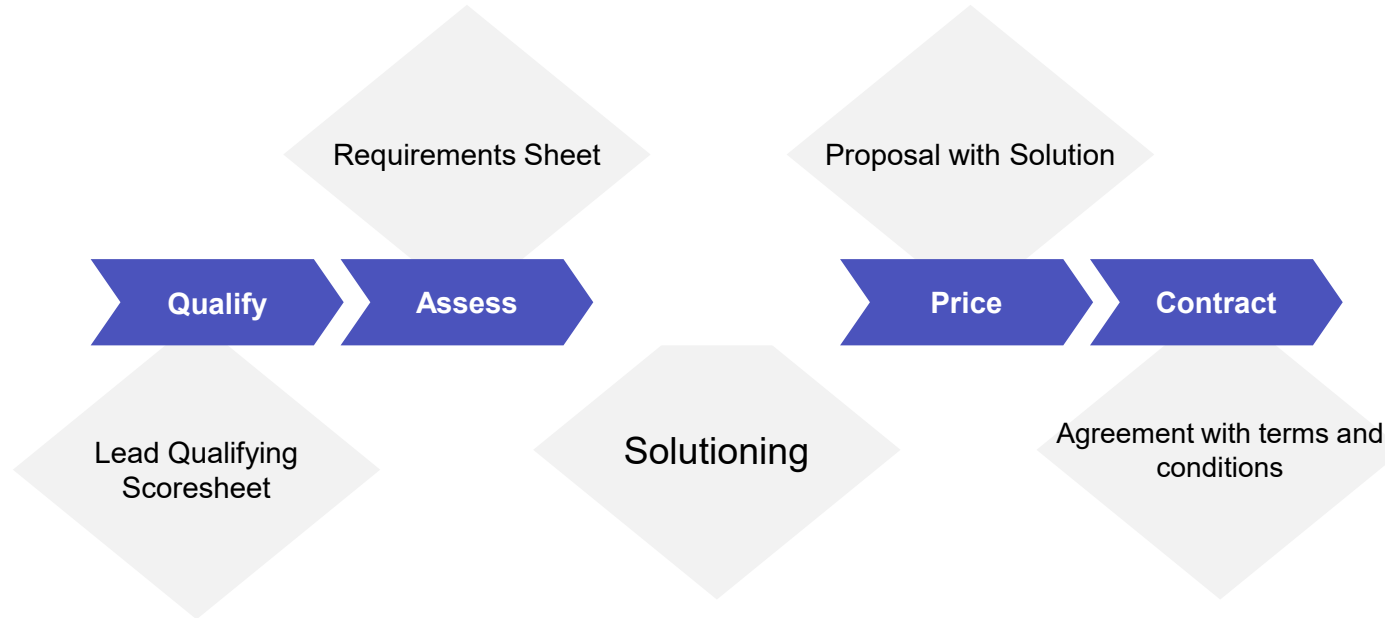 Requirements Sheet
Proposal with Solution
Qualify
Assess
Price
Contract
Lead Qualifying
Scoresheet
Solutioning
Agreement with terms and
conditions